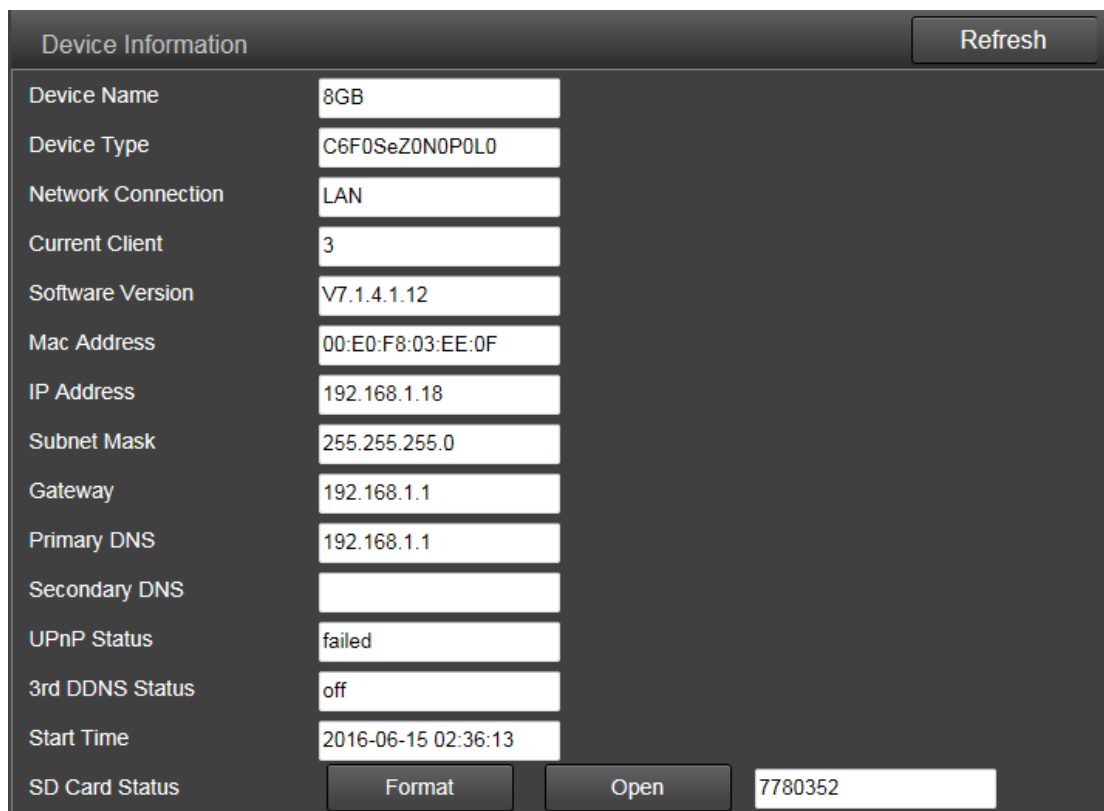 Device Information Refresh
Device Name 8GB
Device Type C6F0SeZ0N0P0L0
Network Connection LAN
Current Client 3
Software Version V7.1.4.1.12
Mac Address 00:E0:F8:03:EE:0F
IP Address 192.168.1.18
Subnet Mask 255.255.255.0
Gateway 192.168.1.1
Primary DNS 192.168.1.1
Secondary DNS
UPnP Status failed
3rd DDNS Status off
Start Time 2016-06-15 02:36:13
SD Card Status Format Open 7780352